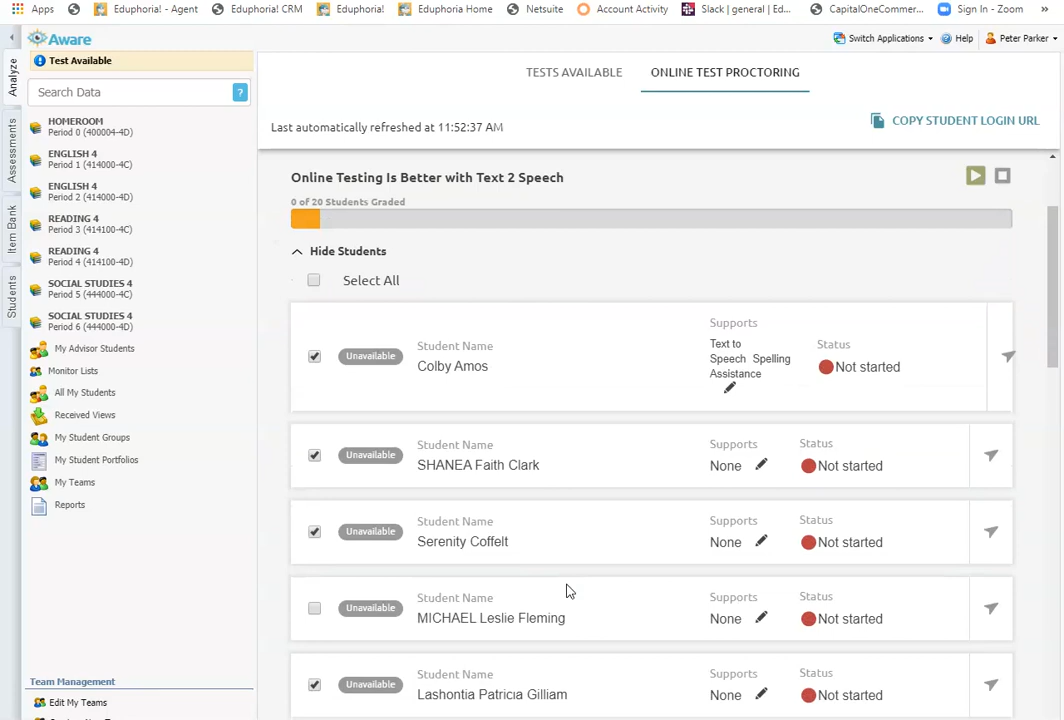 Apps Eduphoria! - Agent Eduphoria! CRM Eduphoria! Eduphoria Home Netsuite Account Activity Slack | general | Ed... CapitalOneCommer... Sign In - Zoom »
Aware
Switch Applications Help Peter Parker
Test Available
Search Data ?
Analyze
Assessments
Item Bank
Students
HOMEROOM
Period 0 (400004-4D)
ENGLISH 4
Period 1 (414000-4C)
ENGLISH 4
Period 2 (414000-4D)
READING 4
Period 3 (414100-4C)
READING 4
Period 4 (414100-4D)
SOCIAL STUDIES 4
Period 5 (444000-4C)
SOCIAL STUDIES 4
Period 6 (444000-4D)
My Advisor Students
Monitor Lists
All My Students
Received Views
My Student Groups
My Student Portfolios
My Teams
Reports
Team Management
Edit My Teams
TESTS AVAILABLE ONLINE TEST PROCTORING
Last automatically refreshed at 11:52:37 AM
COPY STUDENT LOGIN URL
Online Testing Is Better with Text 2 Speech
0 of 20 Students Graded
Hide Students
Select All
Unavailable
Student Name
Colby Amos
Supports
Text to
Speech Spelling
Assistance
Status
Not started
Unavailable
Student Name
SHANEA Faith Clark
Supports
None
Status
Not started
Unavailable
Student Name
Serenity Coffelt
Supports
None
Status
Not started
Unavailable
Student Name
MICHAEL Leslie Fleming
Supports
None
Status
Not started
Unavailable
Student Name
Lashontia Patricia Gilliam
Supports
None
Status
Not started